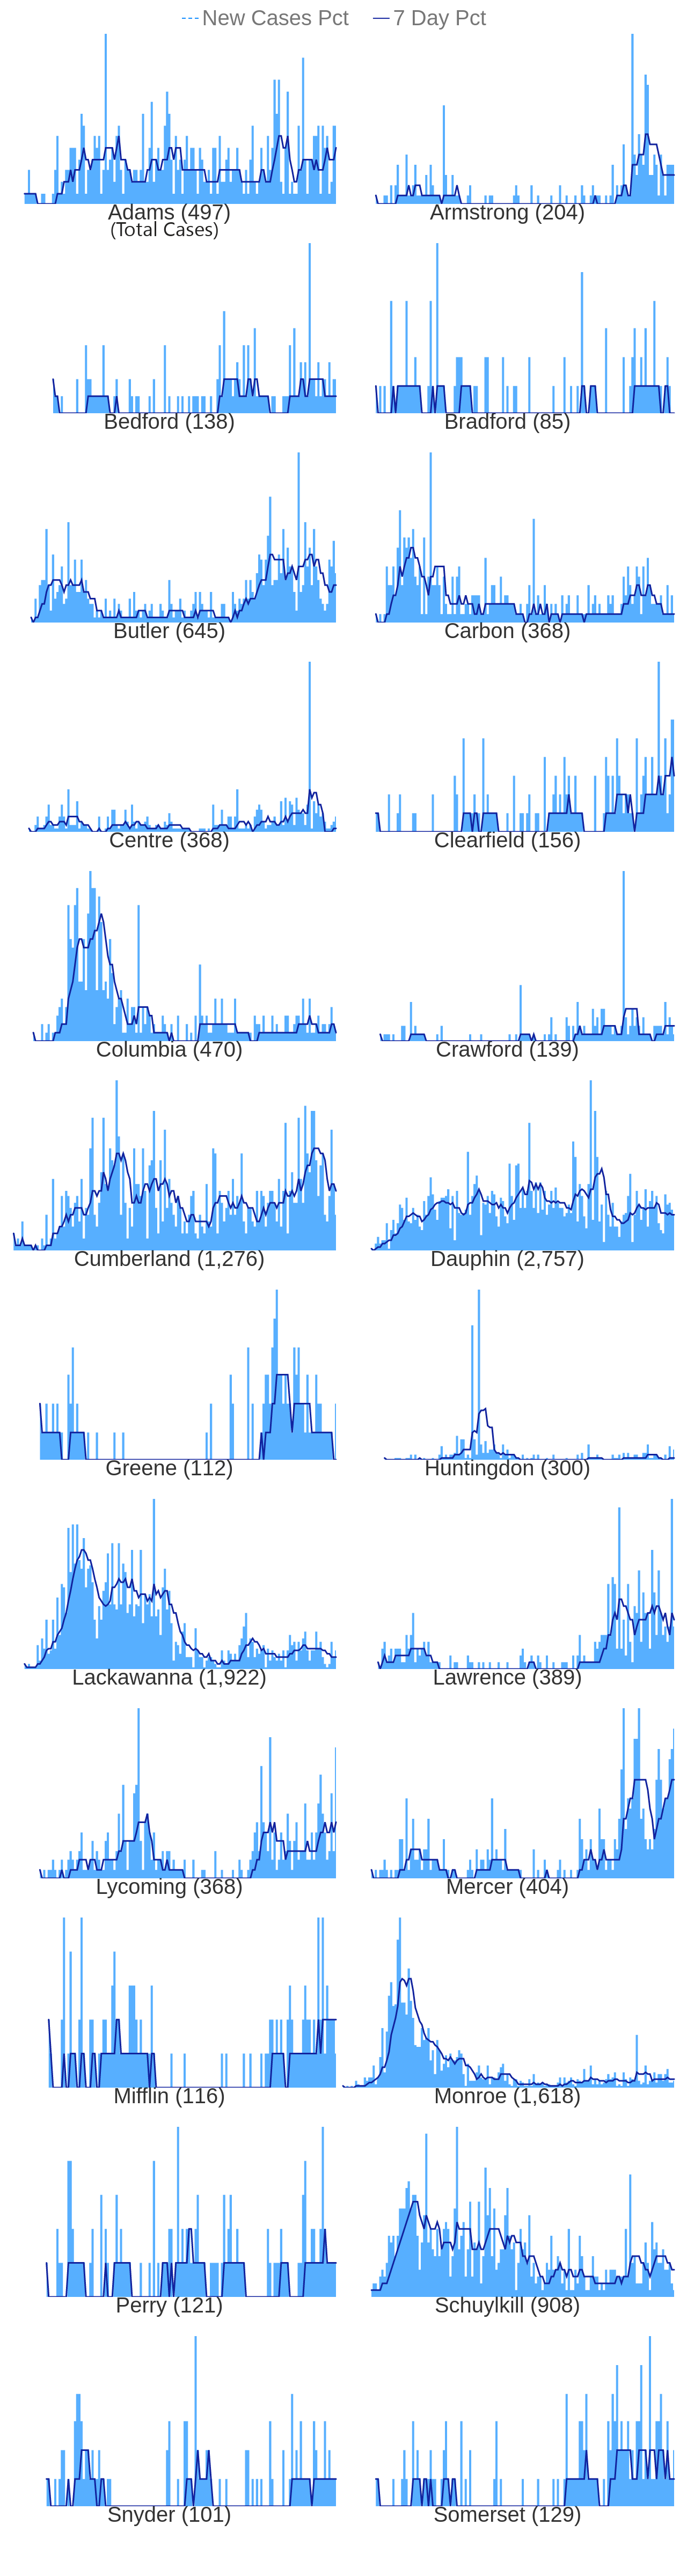 New Cases Pct 7 Day Pct
Adams (497) Armstrong (204)
(Total Cases)
Bedford (138) Bradford (85)
Butler (645) Carbon (368)
Centre (368) Clearfield (156)
Columbia (470) Crawford (139)
Cumberland (1,276) Dauphin (2,757)
Greene (112) Huntingdon (300)
Lackawanna (1,922) Lawrence (389)
Lycoming (368) Mercer (404)
Mifflin (116) Monroe (1,618)
Perry (121) Schuylkill (908)
Snyder (101) Somerset (129)